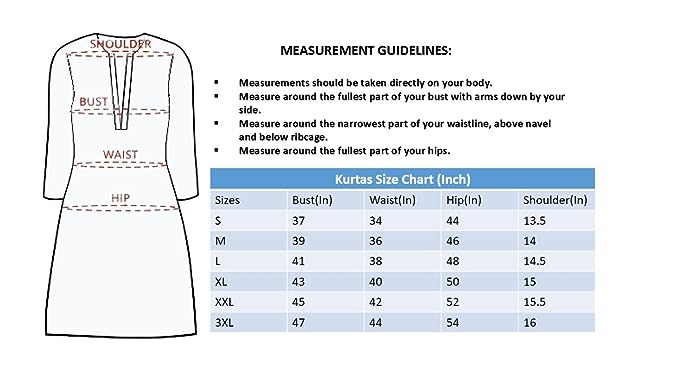 SHOULDER
BUST
WAIST
HIP
MEASUREMENT GUIDELINES:
▪ Measurements should be taken directly on your body.
▪ Measure around the fullest part of your bust with arms down by your
side.
▪ Measure around the narrowest part of your waistline, above navel
and below ribcage.
▪ Measure around the fullest part of your hips.
Kurtas Size Chart (Inch)
Sizes Bust(In) Waist(In) Hip(In) Shoulder(In)
S 37 34 44 13.5
M 39 36 46 14
L 41 38 48 14.5
XL 43 40 50 15
XXL 45 42 52 15.5
3XL 47 44 54 16